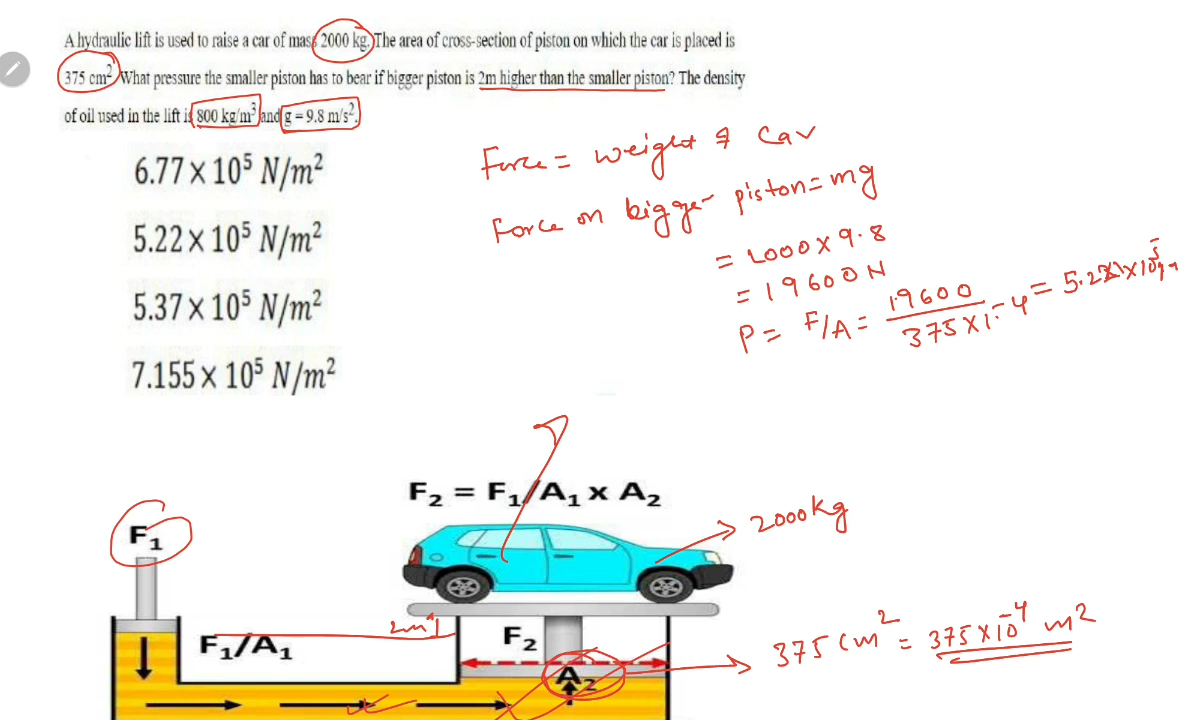 A hydraulic lift is used to raise a car of mass 2000 kg. The area of cross-section of piston on which the car is placed is
375 cm². What pressure the smaller piston has to bear if bigger piston is 2m higher than the smaller piston? The density
of oil used in the lift is 800 kg/m³ and g = 9.8 m/s².
6.77 × 10⁵ N/m²
5.22 × 10⁵ N/m²
5.37 × 10⁵ N/m²
7.155 × 10⁵ N/m²
Force = weight of car
Force on bigger piston = mg
= 2000 × 9.8
= 19600 N
P = F/A = 19600 / 375 × 10⁻⁴ =
F₂ = F₁/A₁ x A₂
F₁
2000 kg
F₁/A₁
2m
F₂
A₂
375 cm² = 375 × 10⁻⁴ m²